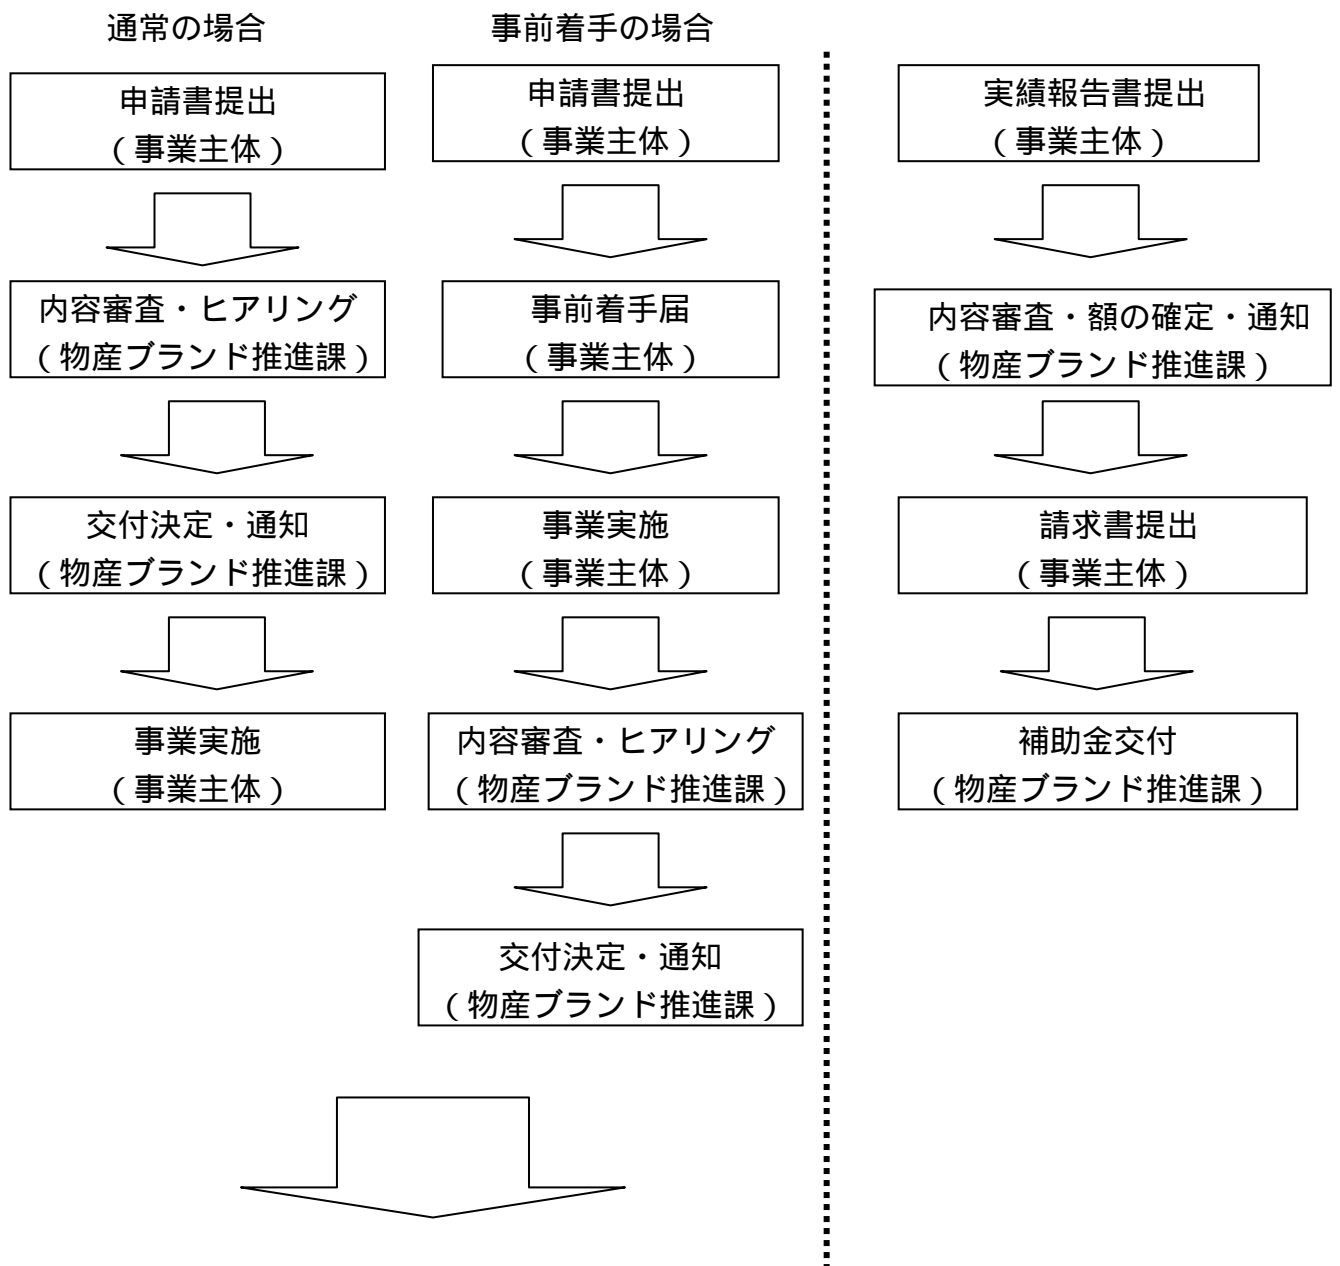 通常の場合
申請書提出
（事業主体）
内容審査・ヒアリング
（物産ブランド推進課）
交付決定・通知
（物産ブランド推進課）
事業実施
（事業主体）
事前着手の場合
申請書提出
（事業主体）
事前着手届
（事業主体）
事業実施
（事業主体）
内容審査・ヒアリング
（物産ブランド推進課）
交付決定・通知
（物産ブランド推進課）
実績報告書提出
（事業主体）
内容審査・額の確定・通知
（物産ブランド推進課）
請求書提出
（事業主体）
補助金交付
（物産ブランド推進課）